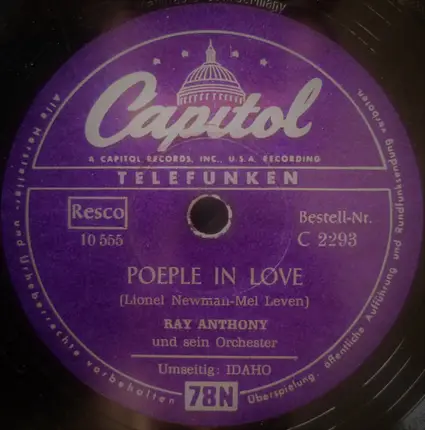 Germany
Capitol
A CAPITOL RECORDS, INC., U.S.A. RECORDING
TELEFUNKEN
Resco
10 555
Bestell-Nr.
C 2293
POEPLE IN LOVE
(Lionel Newman-Mel Leven)
RAY ANTHONY
und sein Orchester
Umseitig: IDAHO
78N
Alle Hersteller- und Urheberrechte vorbehalten
Überspielung, öffentliche Aufführung und Rundfunksendung verboten.